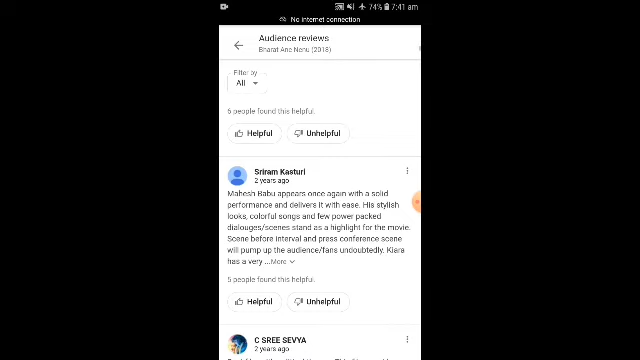 74% 7:41 am
No internet connection
Audience reviews
Bharat Ane Nenu (2018)
Filter by
All
6 people found this helpful.
Helpful Unhelpful
Sriram Kasturi
2 years ago
Mahesh Babu appears once again with a solid
performance and delivers it with ease. His stylish
looks, colorful songs and few power packed
dialouges/scenes stand as a highlight for the movie.
Scene before interval and press conference scene
will pump up the audience/fans undoubtedly. Kiara
has a very ...More
5 people found this helpful.
Helpful Unhelpful
C SREE SEVYA
2 years ago